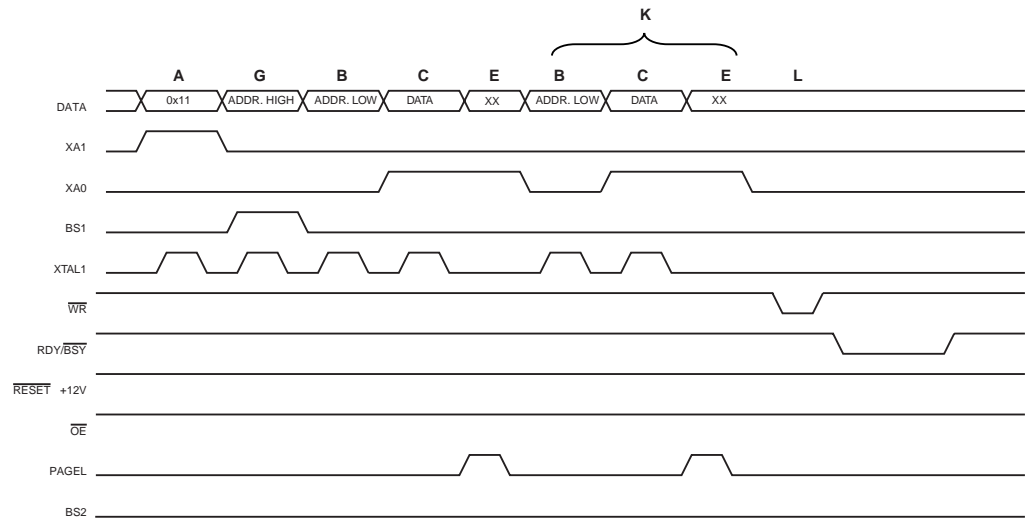 K
A G B C E B C E L
DATA 0x11 ADDR. HIGH ADDR. LOW DATA XX ADDR. LOW DATA XX
XA1
XA0
BS1
XTAL1
WR
RDY/BSY
RESET +12V
OE
PAGEL
BS2